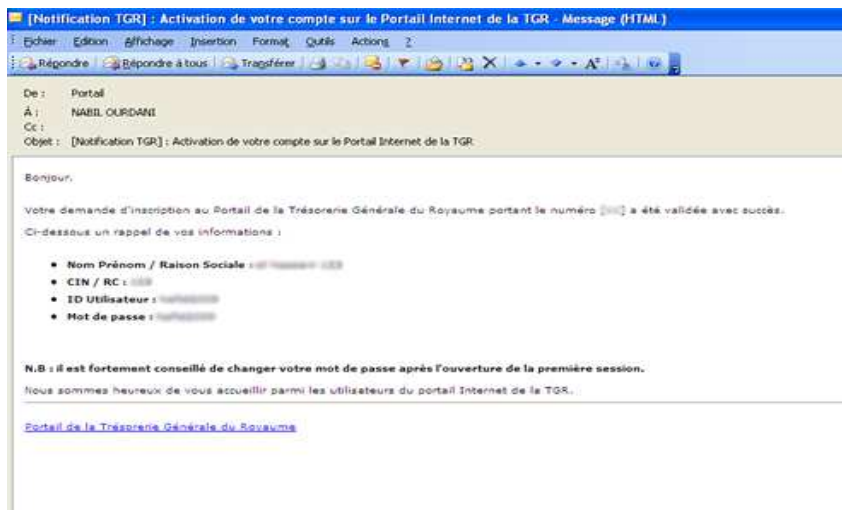 [Notification TGR] : Activation de votre compte sur le Portail Internet de la TGR - Message (HTML)
Fichier Edition Affichage Insertion Format Outils Actions ?
Répondre Répondre à tous Transférer
De : Portail
À : NABIL OURDANI
Cc :
Objet : [Notification TGR] : Activation de votre compte sur le Portail Internet de la TGR
Bonjour.
Votre demande d'inscription au Portail de la Trésorerie Générale du Royaume portant le numéro [ ] a été validée avec succès.
Ci-dessous un rappel de vos informations :
• Nom Prénom / Raison Sociale :
• CIN / RC :
• ID Utilisateur :
• Mot de passe :
N.B : il est fortement conseillé de changer votre mot de passe après l'ouverture de la première session.
Nous sommes heureux de vous accueillir parmi les utilisateurs du portail Internet de la TGR.
Portail de la Trésorerie Générale du Royaume